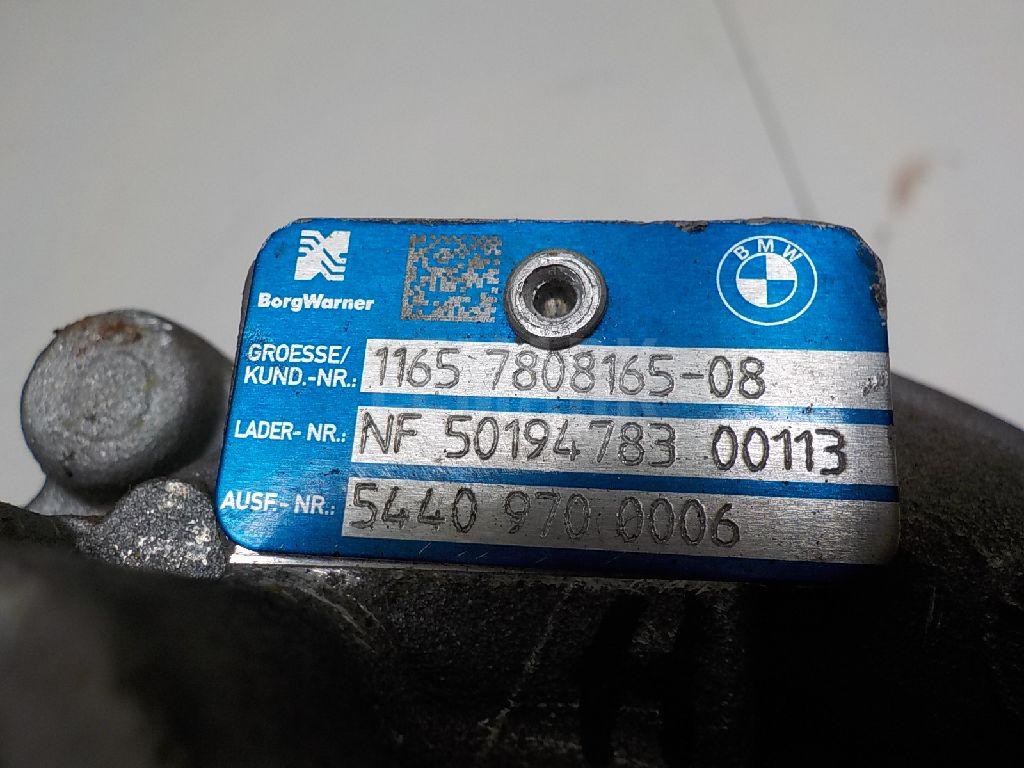 BorgWarner
BMW
GROESSE/
KUND.-NR.: 1165 7808165-08
LADER-NR.: NF 50194783 00113
AUSF.-NR.: 5440 970 0006
H